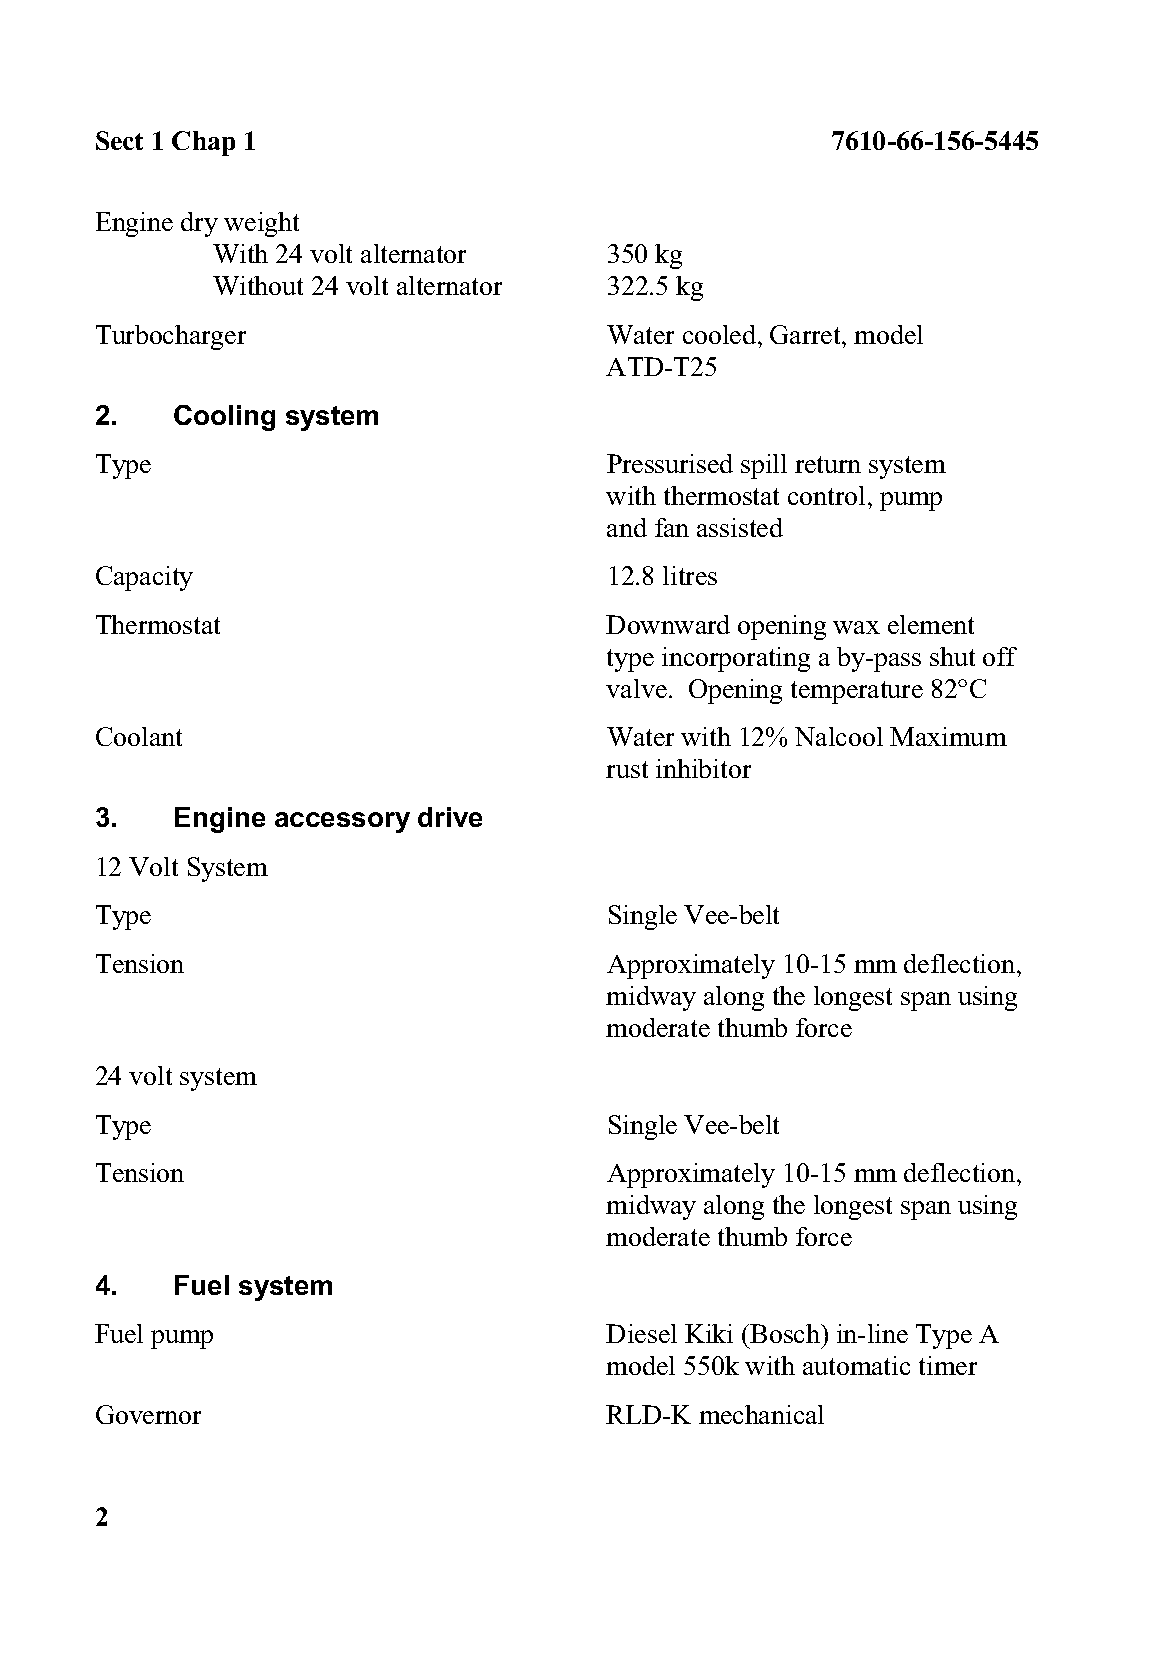 Sect 1 Chap 1 7610-66-156-5445
Engine dry weight
With 24 volt alternator 350 kg
Without 24 volt alternator 322.5 kg
Turbocharger Water cooled, Garret, model
ATD-T25
2. Cooling system
Type Pressurised spill return system
with thermostat control, pump
and fan assisted
Capacity 12.8 litres
Thermostat Downward opening wax element
type incorporating a by-pass shut off
valve. Opening temperature 82°C
Coolant Water with 12% Nalcool Maximum
rust inhibitor
3. Engine accessory drive
12 Volt System
Type Single Vee-belt
Tension Approximately 10-15 mm deflection,
midway along the longest span using
moderate thumb force
24 volt system
Type Single Vee-belt
Tension Approximately 10-15 mm deflection,
midway along the longest span using
moderate thumb force
4. Fuel system
Fuel pump Diesel Kiki (Bosch) in-line Type A
model 550k with automatic timer
Governor RLD-K mechanical
2